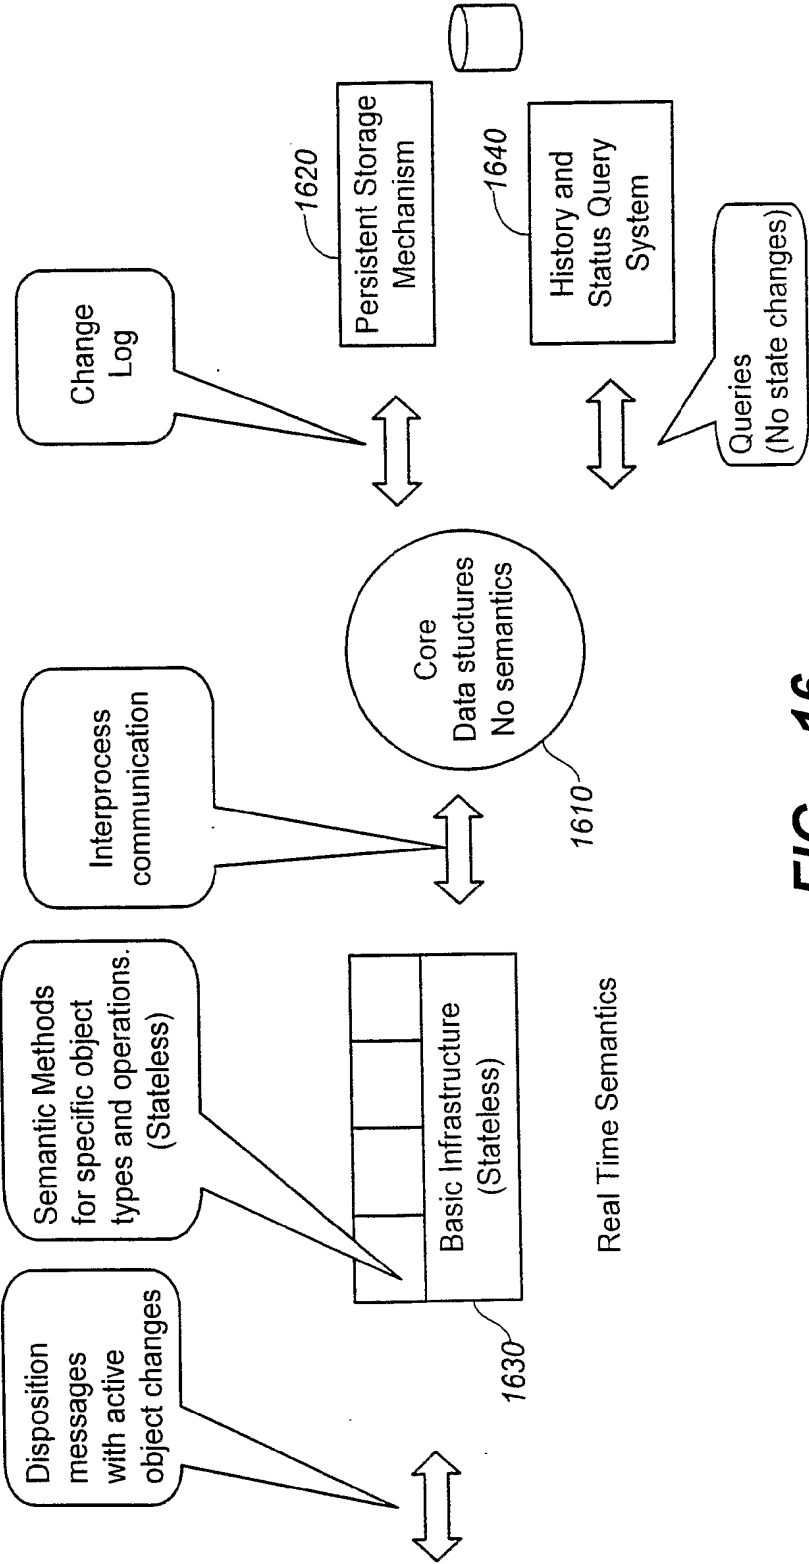 Disposition
messages
with active
object changes
Semantic Methods
for specific object
types and operations.
(Stateless)
Interprocess
communication
Change
Log
1620
Persistent Storage
Mechanism
1640
History and
Status Query
System
Queries
(No state changes)
Core
Data stuctures
No semantics
1610
Basic Infrastructure
(Stateless)
1630
Real Time Semantics
FIG. 16